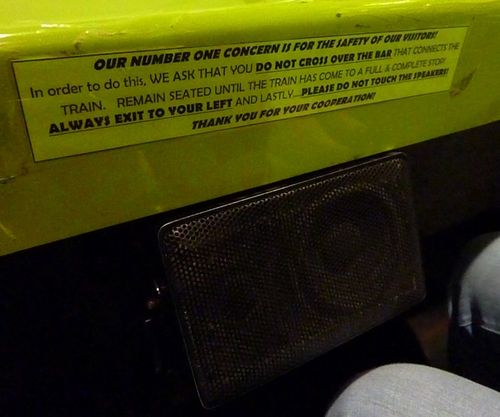 OUR NUMBER ONE CONCERN IS FOR THE SAFETY OF OUR VISITORS!
In order to do this, WE ASK THAT YOU DO NOT CROSS OVER THE BAR THAT CONNECTS THE
TRAIN. REMAIN SEATED UNTIL THE TRAIN HAS COME TO A FULL & COMPLETE STOP.
ALWAYS EXIT TO YOUR LEFT AND LASTLY...PLEASE DO NOT TOUCH THE SPEAKERS!
THANK YOU FOR YOUR COOPERATION!